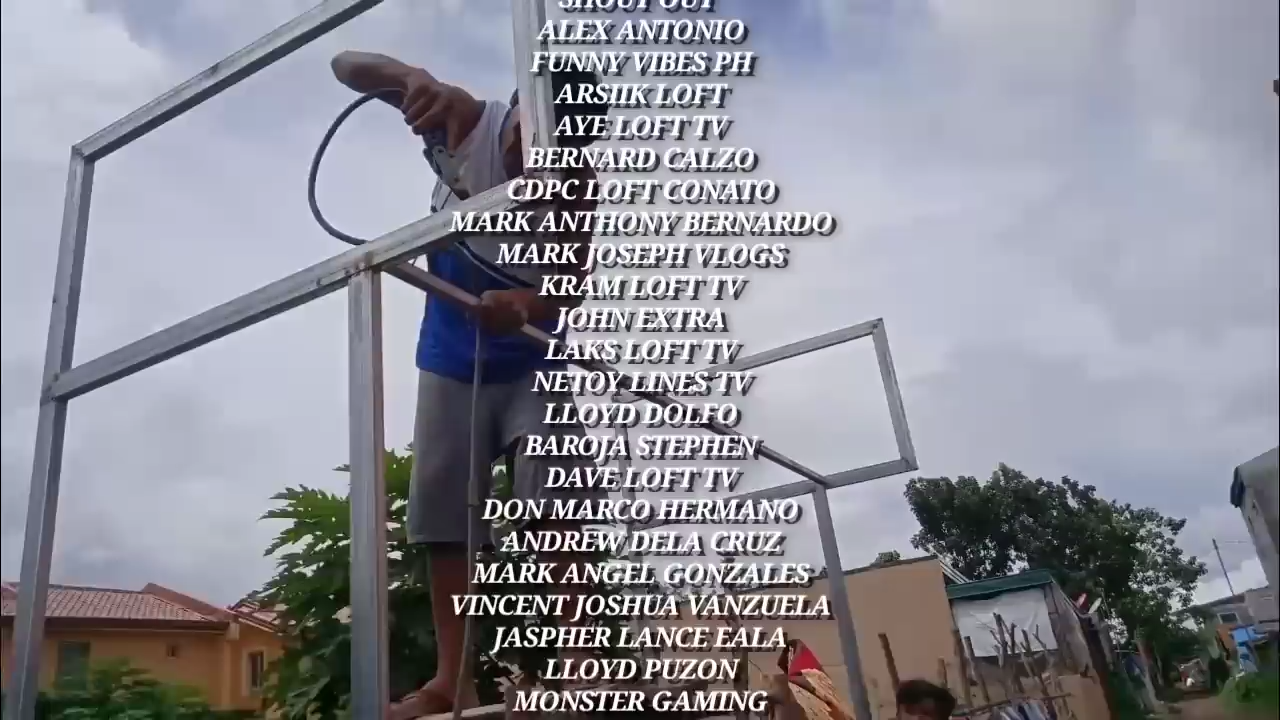 SHOUT OUT
ALEX ANTONIO
FUNNY VIBES PH
ARSIIK LOFT
AYE LOFT TV
BERNARD CALZO
CDPC LOFT CONATO
MARK ANTHONY BERNARDO
MARK JOSEPH VLOGS
KRAM LOFT TV
JOHN EXTRA
LAKS LOFT TV
NETOY LINES TV
LLOYD DOLFO
BAROJA STEPHEN
DAVE LOFT TV
DON MARCO HERMANO
ANDREW DELA CRUZ
MARK ANGEL GONZALES
VINCENT JOSHUA VANZUELA
JASPHER LANCE EALA
LLOYD PUZON
MONSTER GAMING